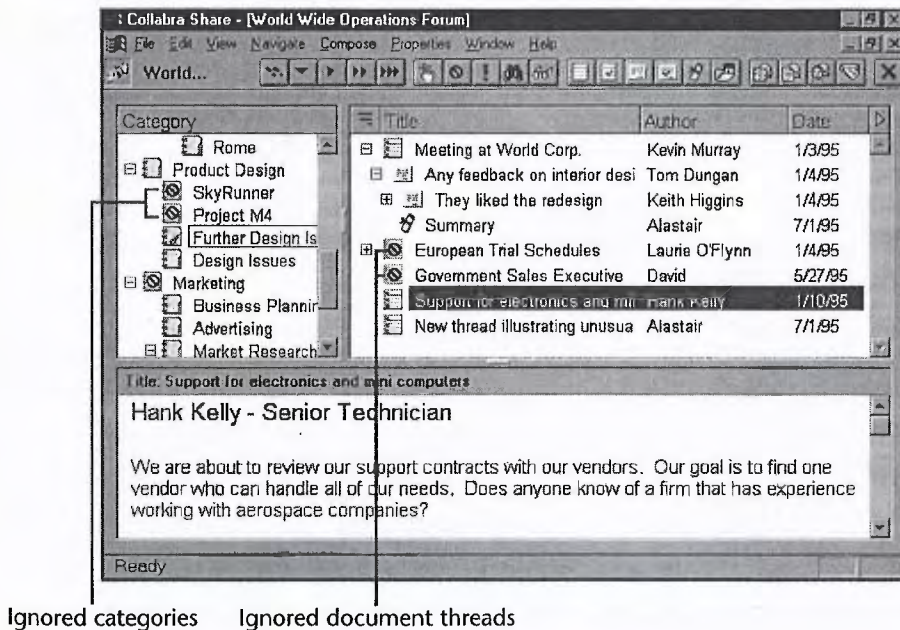 Collabra Share - [World Wide Operations Forum]
File Edit View Navigate Compose Properties Window Help
World...
Category
Rome
Product Design
SkyRunner
Project M4
Further Design Is
Design Issues
Marketing
Business Plannin
Advertising
Market Research
Title Author Date
Meeting at World Corp. Kevin Murray 1/3/95
Any feedback on interior desi Tom Dungan 1/4/95
They liked the redesign Keith Higgins 1/4/95
Summary Alastair 7/1/95
European Trial Schedules Laurie O'Flynn 1/4/95
Government Sales Executive David 5/27/95
Support for electronics and mini Hank Kelly 1/10/95
New thread illustrating unusua Alastair 7/1/95
Title: Support for electronics and mini computers
Hank Kelly - Senior Technician
We are about to review our support contracts with our vendors. Our goal is to find one
vendor who can handle all of our needs. Does anyone know of a firm that has experience
working with aerospace companies?
Ready
Ignored categories Ignored document threads